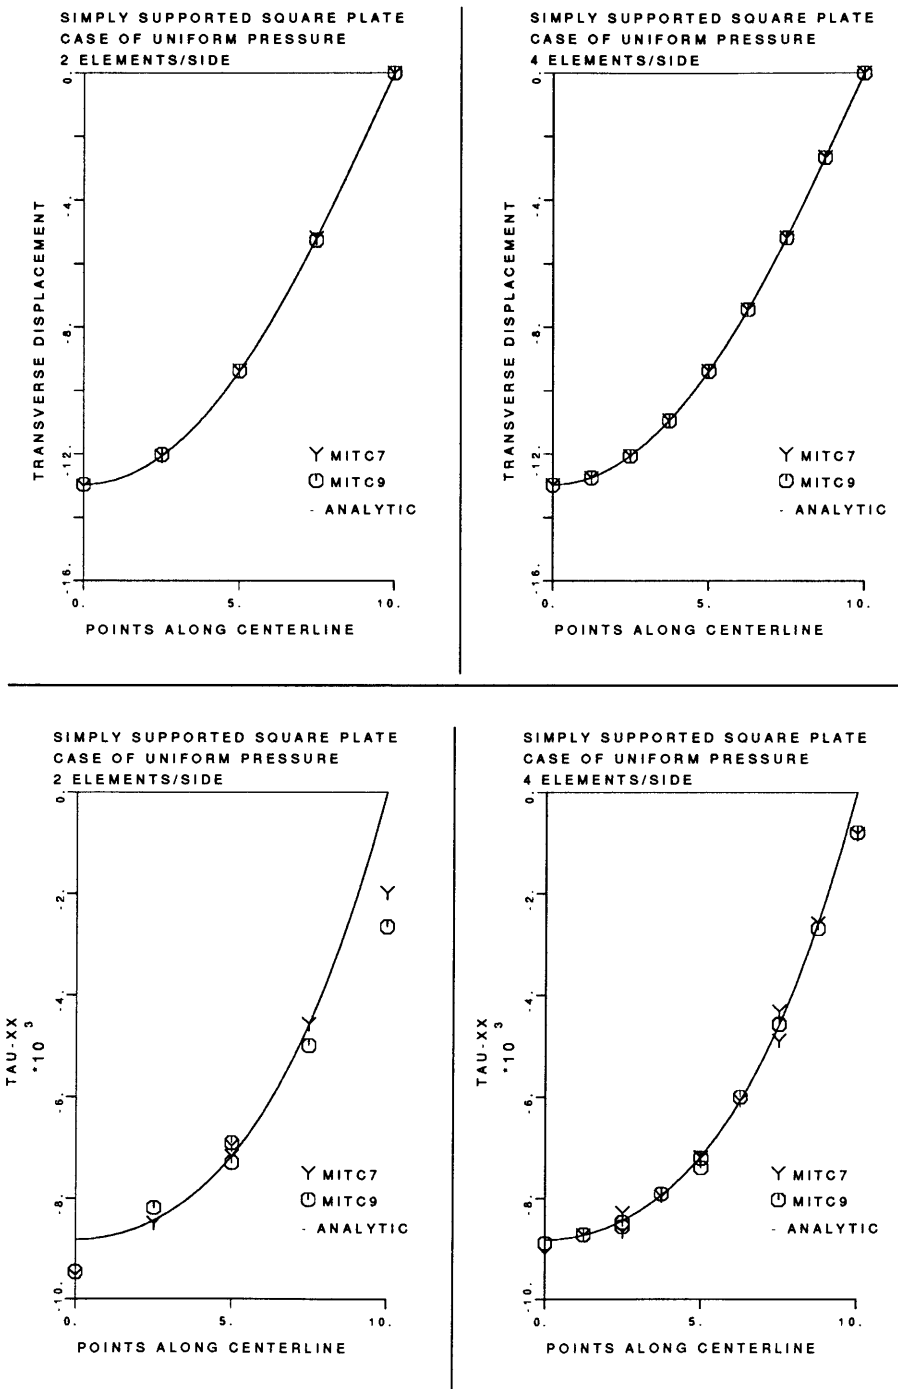 SIMPLY SUPPORTED SQUARE PLATE
CASE OF UNIFORM PRESSURE
2 ELEMENTS/SIDE
0.
-4.
-8.
-12.
-16.
TRANSVERSE DISPLACEMENT
MITC7
MITC9
- ANALYTIC
0.
5.
10.
POINTS ALONG CENTERLINE
SIMPLY SUPPORTED SQUARE PLATE
CASE OF UNIFORM PRESSURE
4 ELEMENTS/SIDE
0.
-4.
-8.
-12.
-16.
TRANSVERSE DISPLACEMENT
MITC7
MITC9
- ANALYTIC
0.
5.
10.
POINTS ALONG CENTERLINE
SIMPLY SUPPORTED SQUARE PLATE
CASE OF UNIFORM PRESSURE
2 ELEMENTS/SIDE
0.
-2.
-4.
-6.
-8.
-10.
TAU-XX
*10 3
MITC7
MITC9
- ANALYTIC
0.
5.
10.
POINTS ALONG CENTERLINE
SIMPLY SUPPORTED SQUARE PLATE
CASE OF UNIFORM PRESSURE
4 ELEMENTS/SIDE
0.
-2.
-4.
-6.
-8.
-10.
TAU-XX
*10 3
MITC7
MITC9
- ANALYTIC
0.
5.
10.
POINTS ALONG CENTERLINE